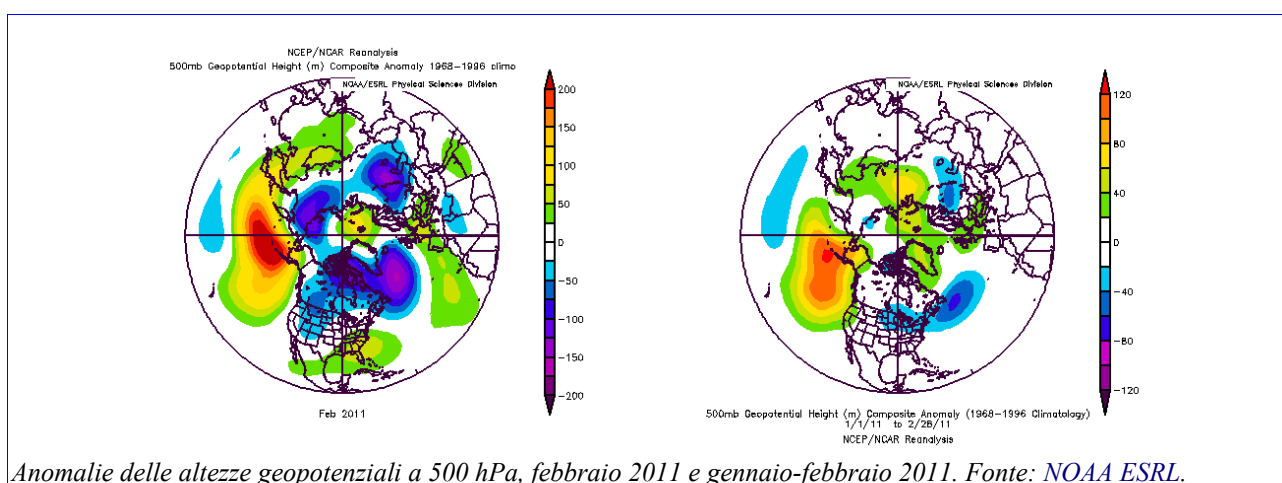 NCEP/NCAR Reanalysis
500mb Geopotential Height (m) Composite Anomaly 1968-1996 climo
NOAA/ESRL Physical Sciences Division
200
150
100
50
0
-50
-100
-150
-200
Feb 2011
NOAA/ESRL Physical Sciences Division
120
80
40
0
-40
-80
-120
500mb Geopotential Height (m) Composite Anomaly (1968-1996 Climatology)
1/1/11 to 2/28/11
NCEP/NCAR Reanalysis
Anomalie delle altezze geopotenziali a 500 hPa, febbraio 2011 e gennaio-febbraio 2011. Fonte: NOAA ESRL.